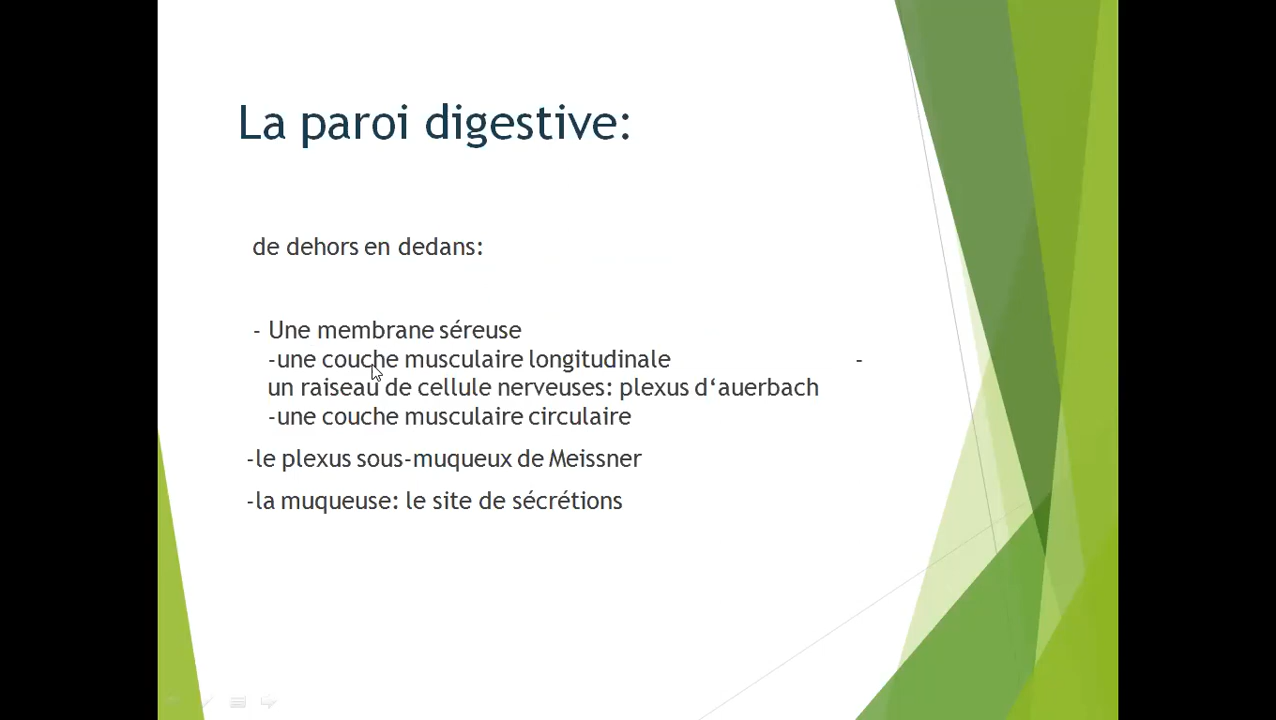 La paroi digestive:
de dehors en dedans:
- Une membrane séreuse
-une couche musculaire longitudinale -
un raiseau de cellule nerveuses: plexus d‘auerbach
-une couche musculaire circulaire
-le plexus sous-muqueux de Meissner
-la muqueuse: le site de sécrétions